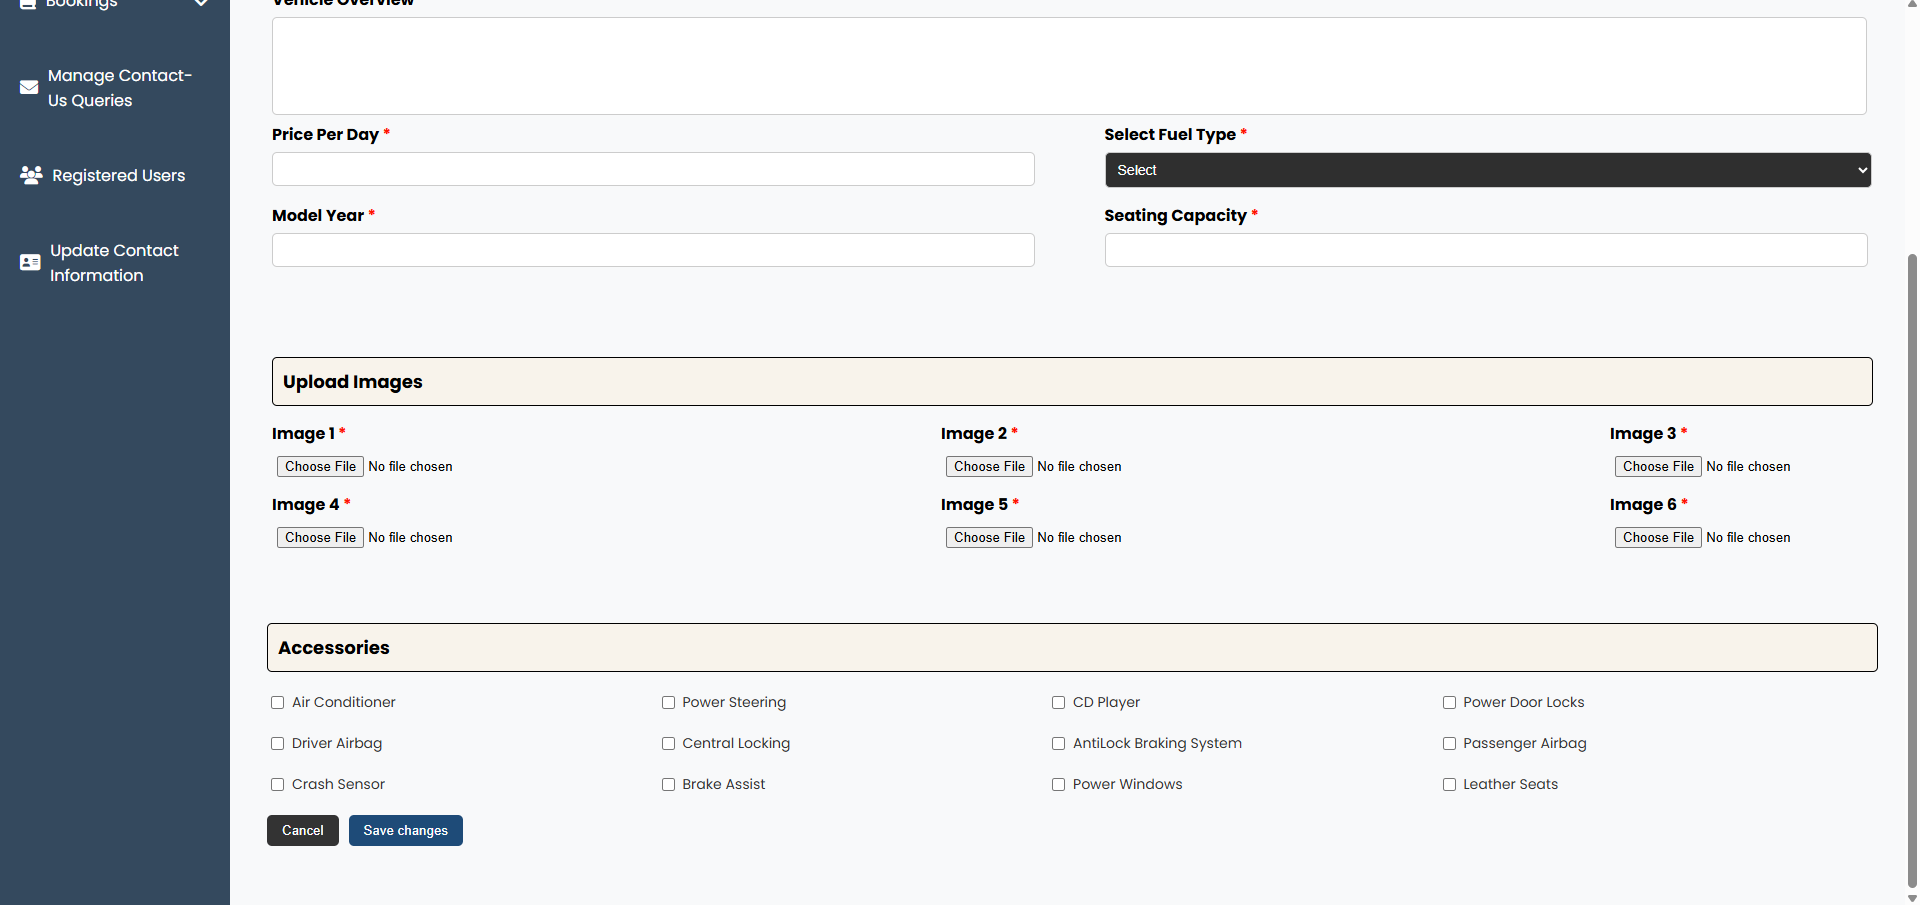 Bookings
Manage Contact-
Us Queries
Registered Users
Update Contact
Information
Vehicle Overview
Price Per Day *
Select Fuel Type *
Select
Model Year *
Seating Capacity *
Upload Images
Image 1 *
Image 2 *
Image 3 *
Choose File No file chosen
Choose File No file chosen
Choose File No file chosen
Image 4 *
Image 5 *
Image 6 *
Choose File No file chosen
Choose File No file chosen
Choose File No file chosen
Accessories
Air Conditioner
Power Steering
CD Player
Power Door Locks
Driver Airbag
Central Locking
AntiLock Braking System
Passenger Airbag
Crash Sensor
Brake Assist
Power Windows
Leather Seats
Cancel
Save changes